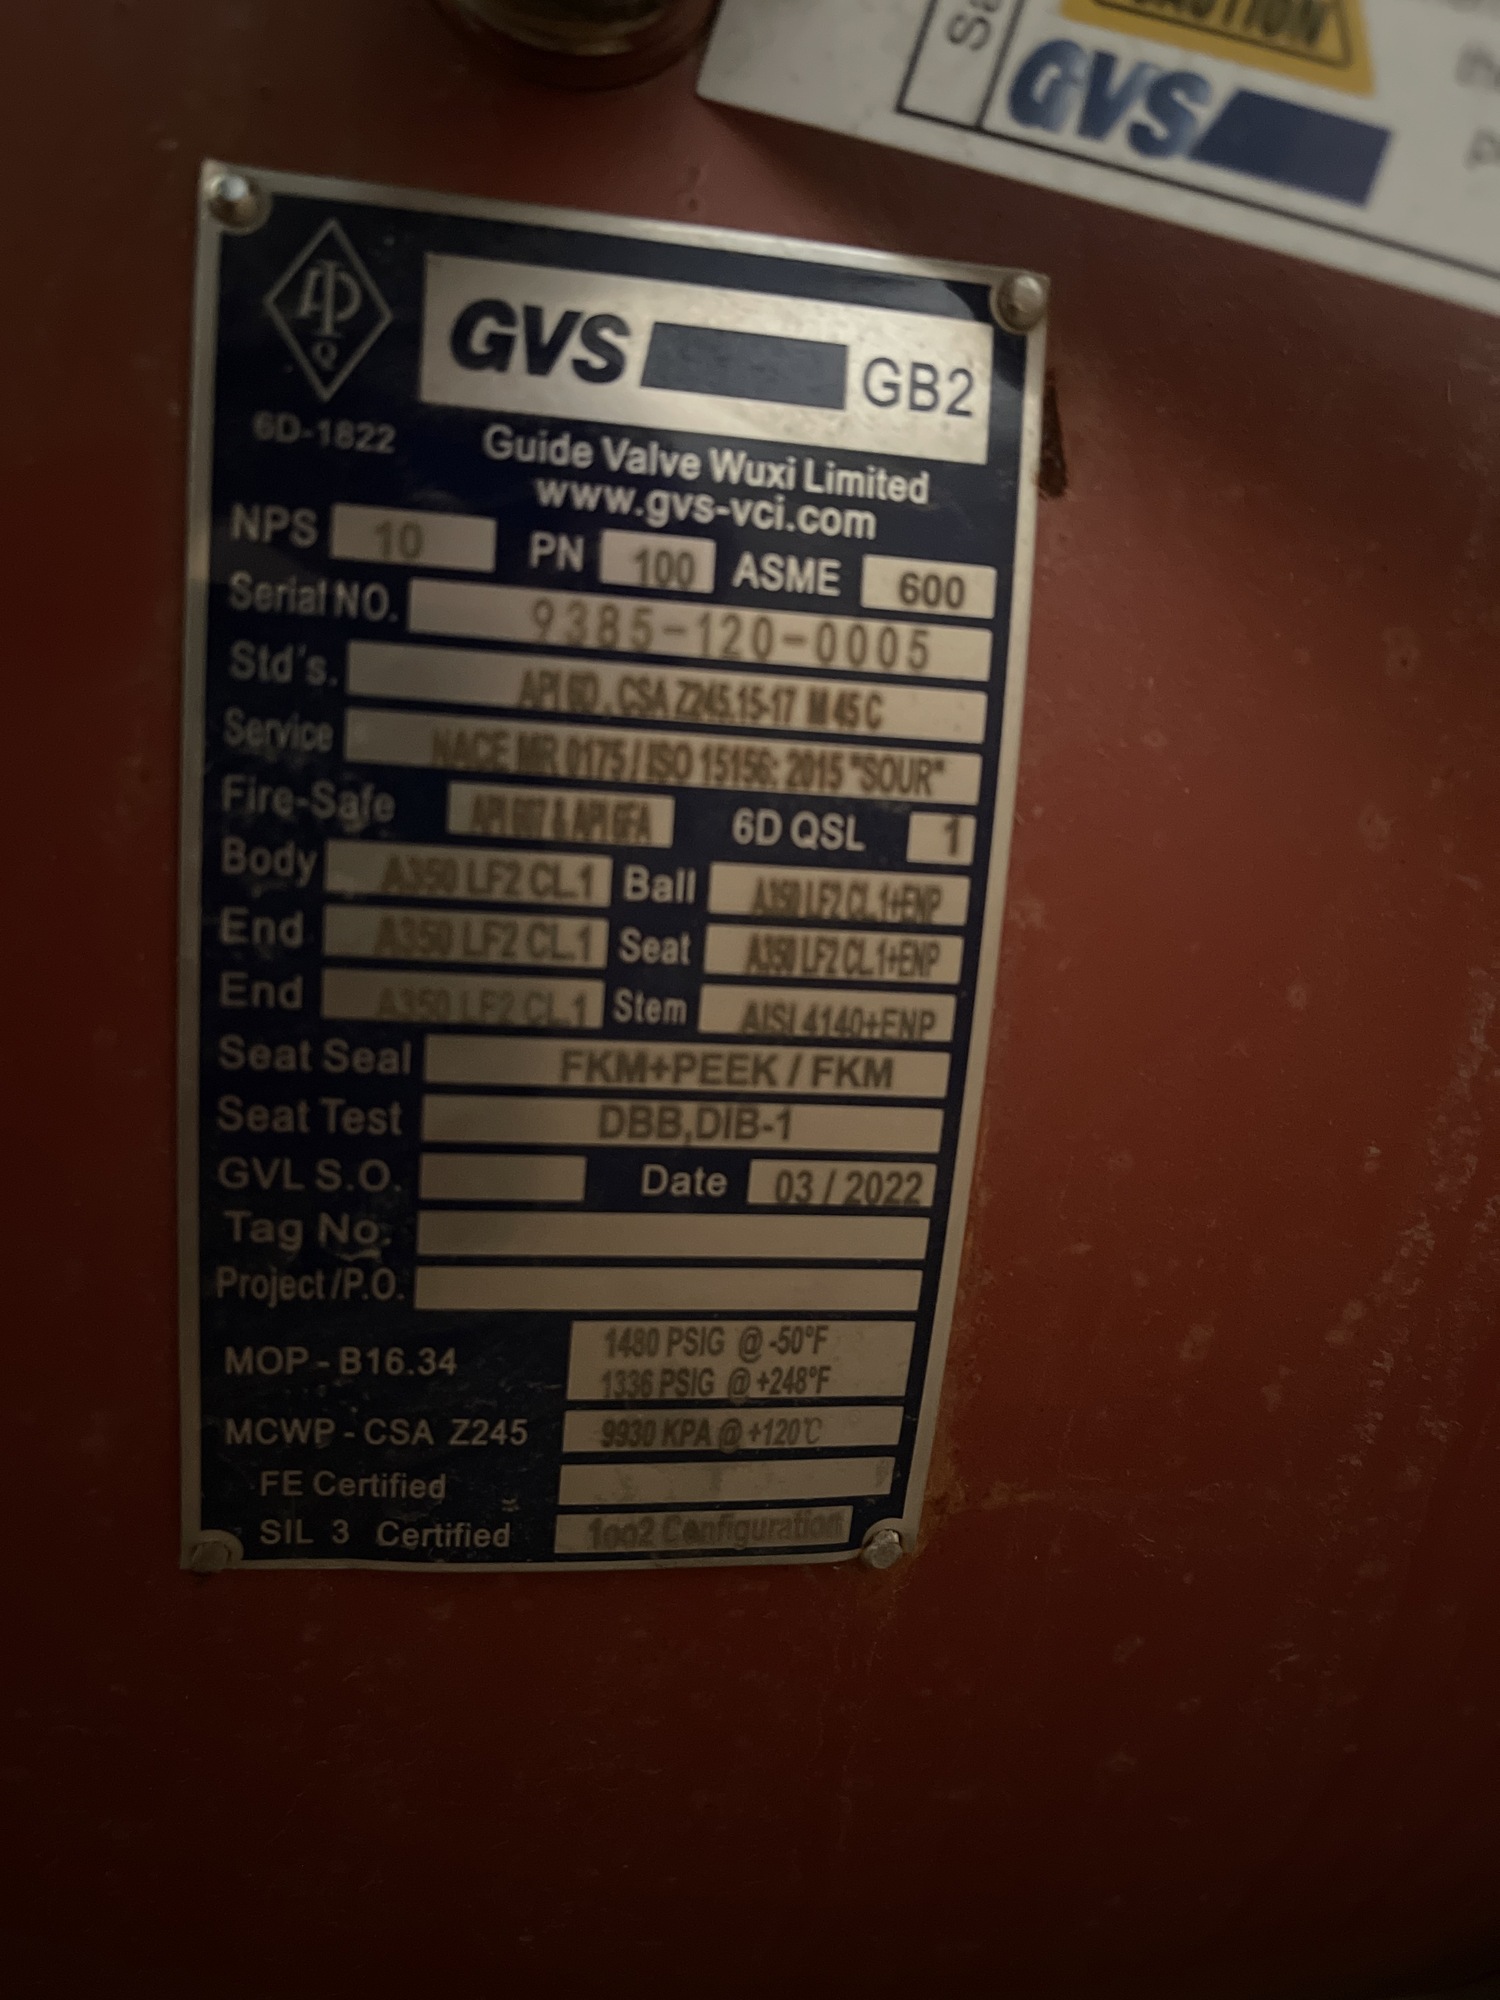 CAUTION
GVS
API
Q
6D-1822
GVS GB2
Guide Valve Wuxi Limited
www.gvs-vci.com
NPS 10 PN 100 ASME 600
Serial NO. 9385-120-0005
Std's. API 6D , CSA Z245.15-17 M45C
Service NACE MR 0175 / ISO 15156: 2015 "SOUR"
Fire-Safe API 607 & API 6FA 6D QSL 1
Body A350 LF2 CL.1 Ball A350 LF2 CL.1+ENP
End A350 LF2 CL.1 Seat A350 LF2 CL.1+ENP
End A350 LF2 CL.1 Stem AISI 4140+ENP
Seat Seal FKM+PEEK / FKM
Seat Test DBB,DIB-1
GVL S.O. Date 03 / 2022
Tag No.
Project /P.O.
MOP - B16.34 1480 PSIG @ -50°F
1336 PSIG @ +248°F
MCWP - CSA Z245 9930 KPA @ +120℃
FE Certified
SIL 3 Certified 1oo2 Configuration